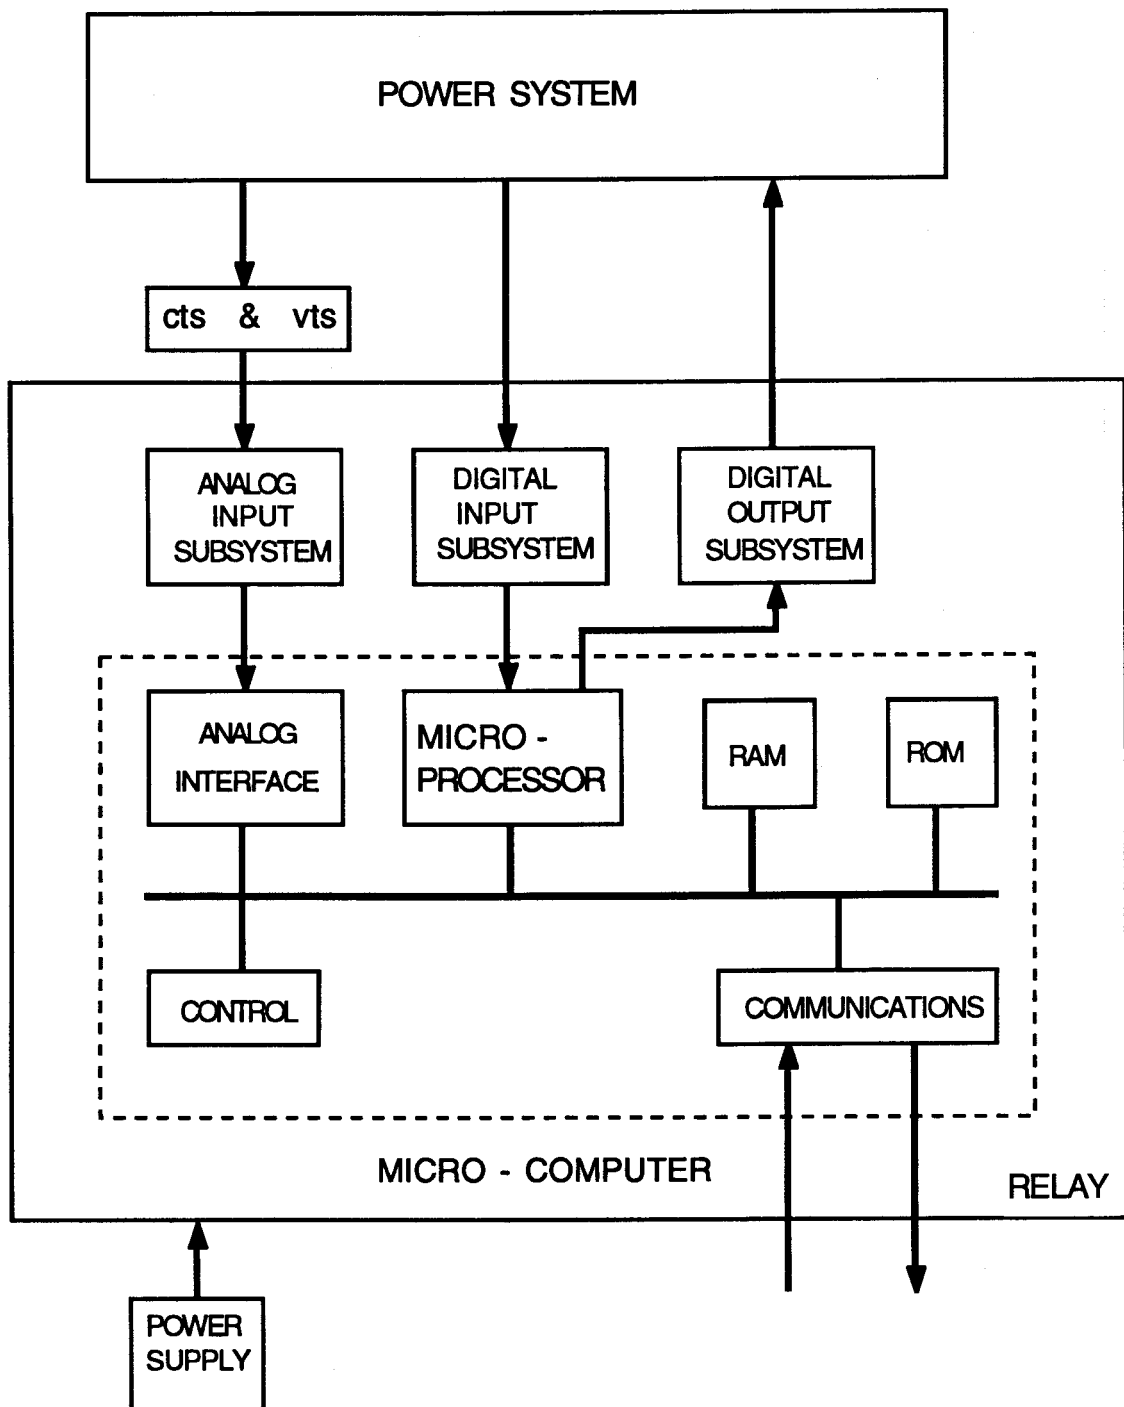 POWER SYSTEM
cts & vts
ANALOG
INPUT
SUBSYSTEM
DIGITAL
INPUT
SUBSYSTEM
DIGITAL
OUTPUT
SUBSYSTEM
ANALOG
INTERFACE
MICRO -
PROCESSOR
RAM
ROM
CONTROL
COMMUNICATIONS
MICRO - COMPUTER
RELAY
POWER
SUPPLY